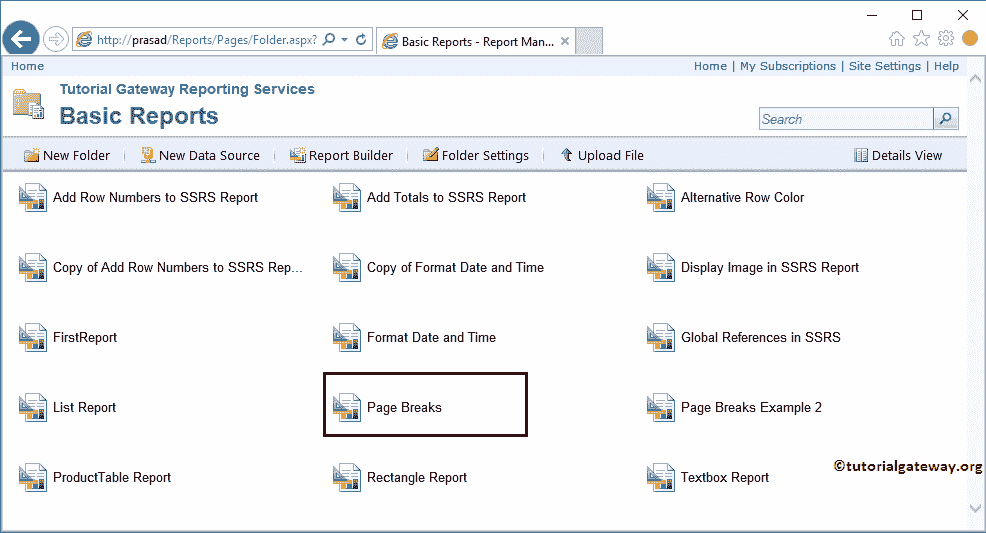 http://prasad/Reports/Pages/Folder.aspx?
Basic Reports - Report Man...
Home
Home | My Subscriptions | Site Settings | Help
Tutorial Gateway Reporting Services
Basic Reports
Search
New Folder
New Data Source
Report Builder
Folder Settings
Upload File
Details View
Add Row Numbers to SSRS Report
Add Totals to SSRS Report
Alternative Row Color
Copy of Add Row Numbers to SSRS Rep...
Copy of Format Date and Time
Display Image in SSRS Report
FirstReport
Format Date and Time
Global References in SSRS
List Report
Page Breaks
Page Breaks Example 2
©tutorialgateway.org
ProductTable Report
Rectangle Report
Textbox Report